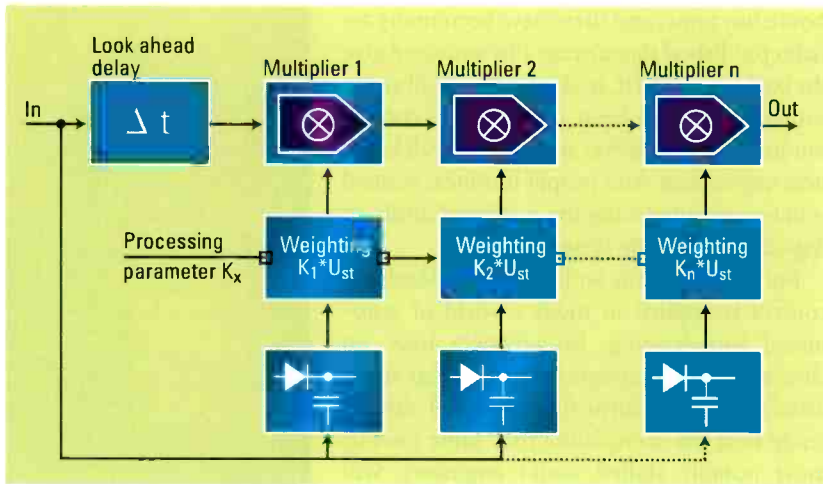 Look ahead
delay
Multiplier 1
Multiplier 2
Multiplier n
In
Δ t
Out
Processing
parameter Kₓ
Weighting
K₁*Uₛₜ
Weighting
K₂*Uₛₜ
Weighting
Kₙ*Uₛₜ